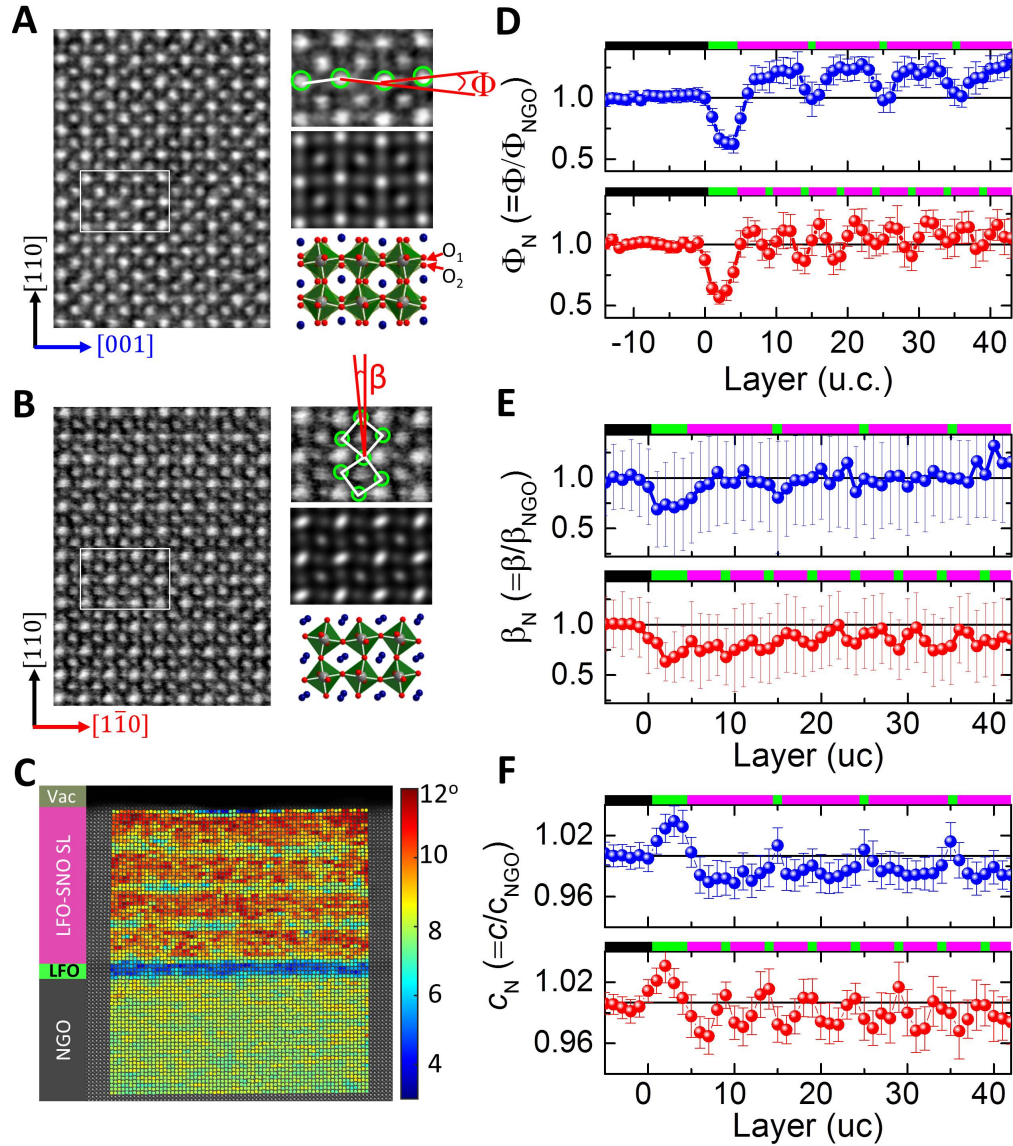 A
[110]
[001]
Φ
O1
O2
B
[110]
[11̅0]
β
C
Vac
LFO-SNO SL
LFO
NGO
12o
10
8
6
4
D
ΦN (=Φ/ΦNGO)
1.0
0.5
1.0
0.5
-10 0 10 20 30 40
Layer (u.c.)
E
βN (=β/βNGO)
1.0
0.5
1.0
0.5
0 10 20 30 40
Layer (uc)
F
cN (=c/cNGO)
1.02
0.96
1.02
0.96
0 10 20 30 40
Layer (uc)